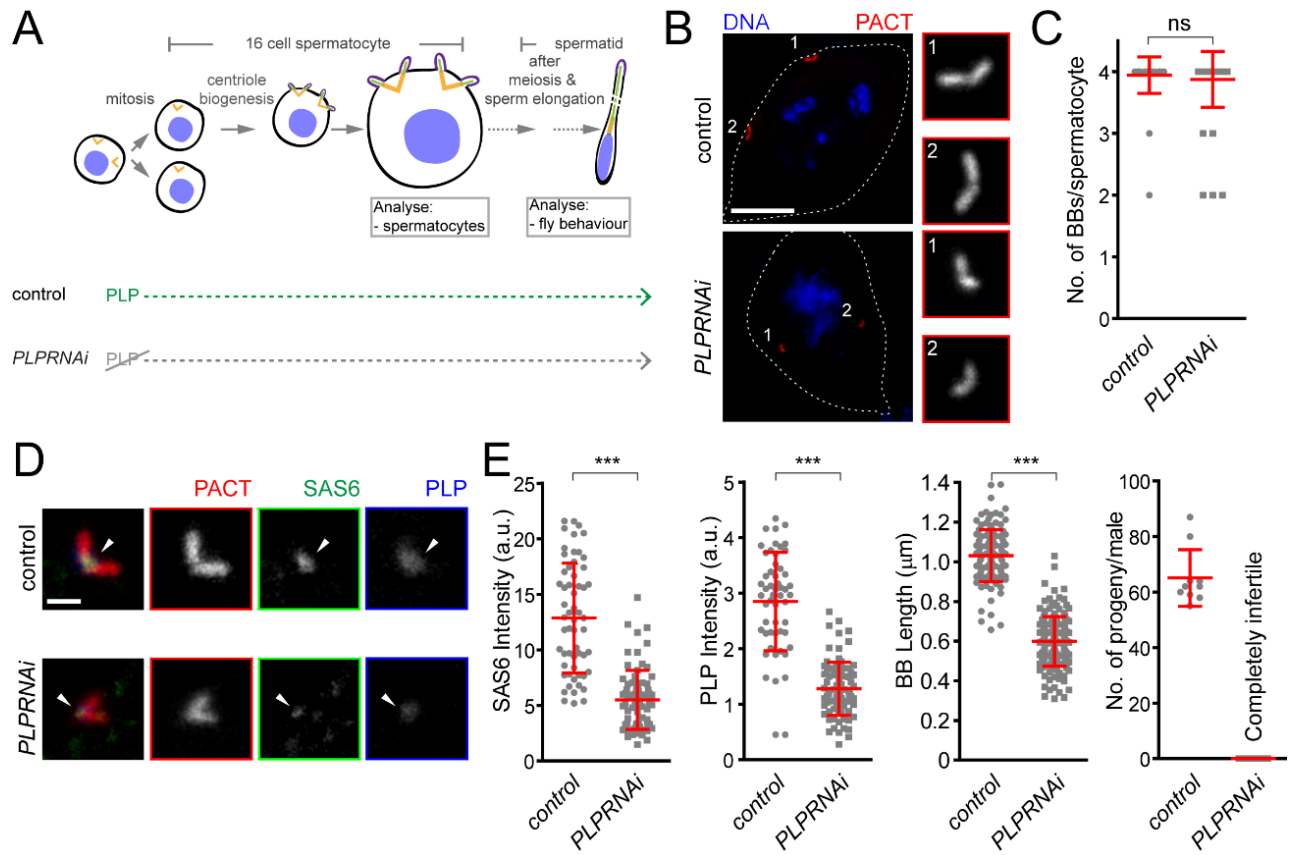 A
16 cell spermatocyte
spermatid
mitosis
centriole
biogenesis
after
meiosis &
sperm elongation
Analyse:
- spermatocytes
Analyse:
- fly behaviour
control
PLP
PLPRNAi
PLP
B
DNA
PACT
control
1
2
1
2
PLPRNAi
1
2
1
2
C
ns
No. of BBs/spermatocyte
4
3
2
1
0
control
PLPRNAi
D
PACT
SAS6
PLP
control
PLPRNAi
E
***
SAS6 Intensity (a.u.)
25
20
15
10
5
0
control
PLPRNAi
***
PLP Intensity (a.u.)
5
4
3
2
1
0
control
PLPRNAi
***
BB Length (µm)
1.4
1.2
1.0
0.8
0.6
0.4
0.2
0
control
PLPRNAi
No. of progeny/male
100
80
60
40
20
0
Completely infertile
control
PLPRNAi